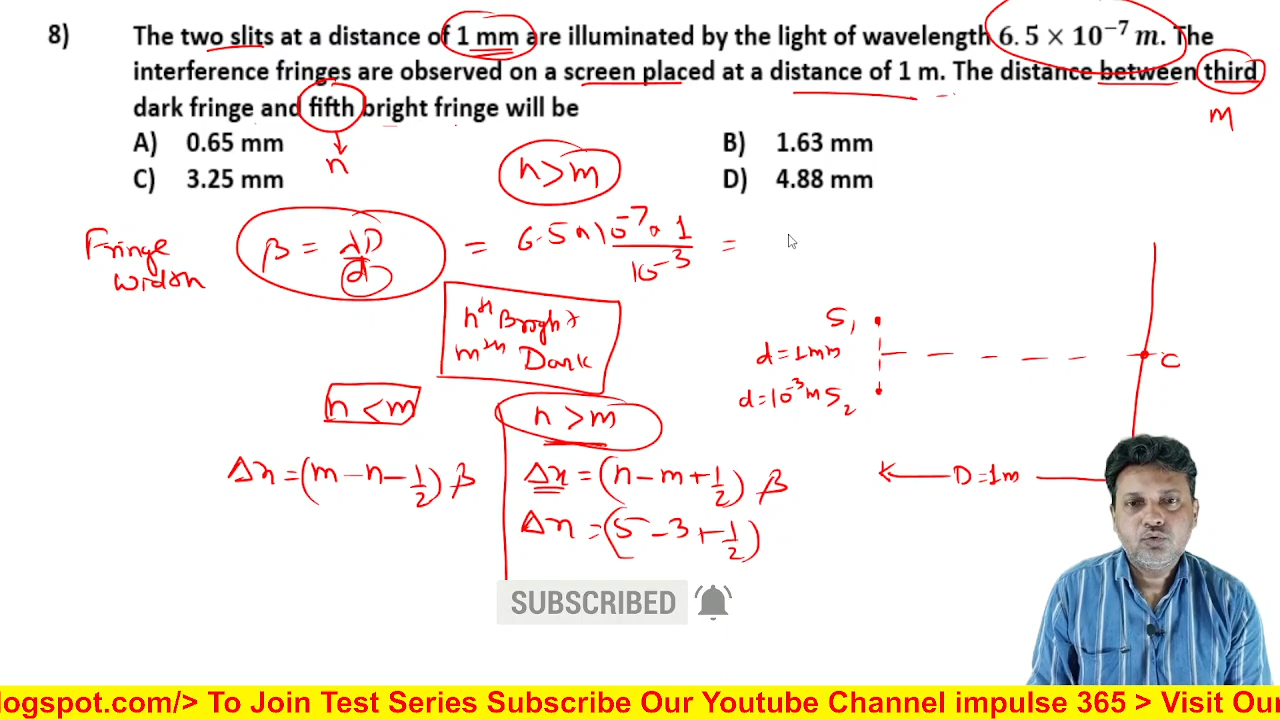 8) The two slits at a distance of 1 mm are illuminated by the light of wavelength 6.5 × 10⁻⁷ m. The
interference fringes are observed on a screen placed at a distance of 1 m. The distance between third
dark fringe and fifth bright fringe will be
m
A) 0.65 mm
B) 1.63 mm
n
C) 3.25 mm
D) 4.88 mm
n>m
Fringe
Width
β = λD/d = 6.5×10⁻⁷×1/10⁻³ =
nth Bright
mth Dark
S₁
d=1mm
C
d=10⁻³m S₂
n<m
n>m
Δx=(m-n-1/2)β
Δx=(n-m+1/2)β
D=1m
Δx=(5-3+1/2)
SUBSCRIBED
logspot.com/> To Join Test Series Subscribe Our Youtube Channel impulse 365 > Visit Our